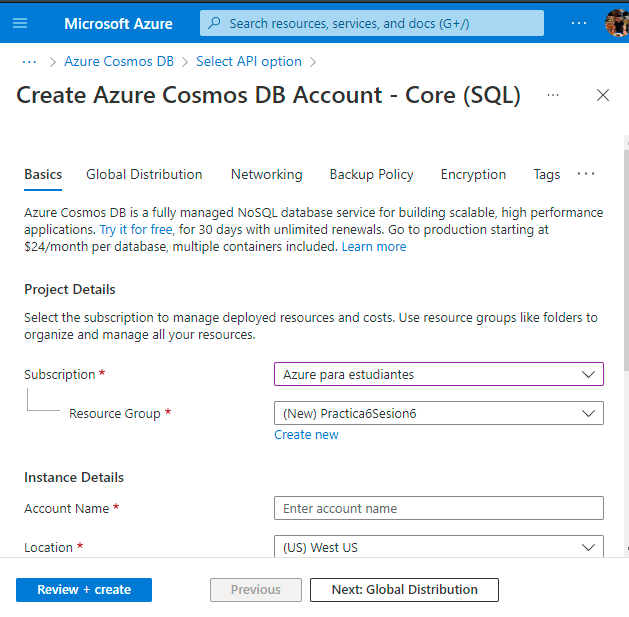 Microsoft Azure
Search resources, services, and docs (G+/)
···
··· > Azure Cosmos DB > Select API option >
Create Azure Cosmos DB Account - Core (SQL) ···
Basics Global Distribution Networking Backup Policy Encryption Tags ···
Azure Cosmos DB is a fully managed NoSQL database service for building scalable, high performance
applications. Try it for free, for 30 days with unlimited renewals. Go to production starting at
$24/month per database, multiple containers included. Learn more
Project Details
Select the subscription to manage deployed resources and costs. Use resource groups like folders to
organize and manage all your resources.
Subscription *
Azure para estudiantes
Resource Group *
(New) Practica6Sesion6
Create new
Instance Details
Account Name *
Enter account name
Location *
(US) West US
Review + create
Previous
Next: Global Distribution